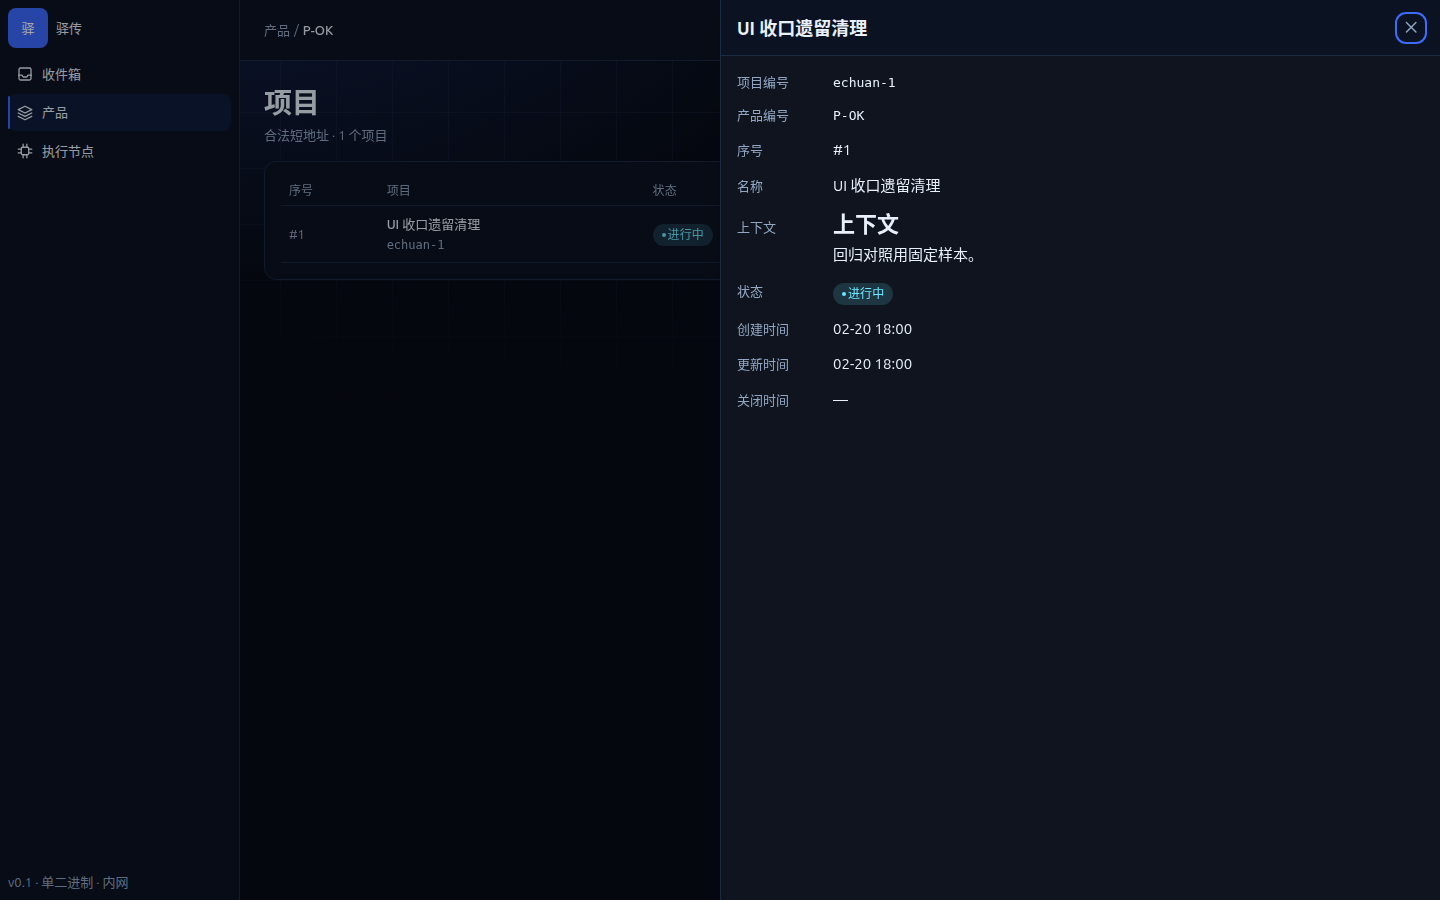 驿 驿传
收件箱
产品
执行节点
v0.1 · 单二进制 · 内网
产品 / P-OK
项目
合法短地址 · 1 个项目
序号 项目 状态
#1 UI 收口遗留清理 进行中
echuan-1
UI 收口遗留清理
项目编号 echuan-1
产品编号 P-OK
序号 #1
名称 UI 收口遗留清理
上下文 上下文
回归对照用固定样本。
状态 进行中
创建时间 02-20 18:00
更新时间 02-20 18:00
关闭时间 —